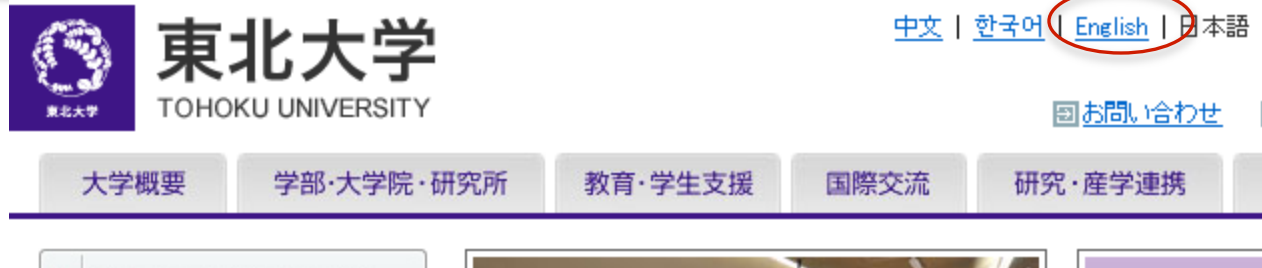 中文 | 한국어 | English | 日本語
東北大学
TOHOKU UNIVERSITY
東北大学
お問い合わせ
大学概要 学部・大学院・研究所 教育・学生支援 国際交流 研究・産学連携